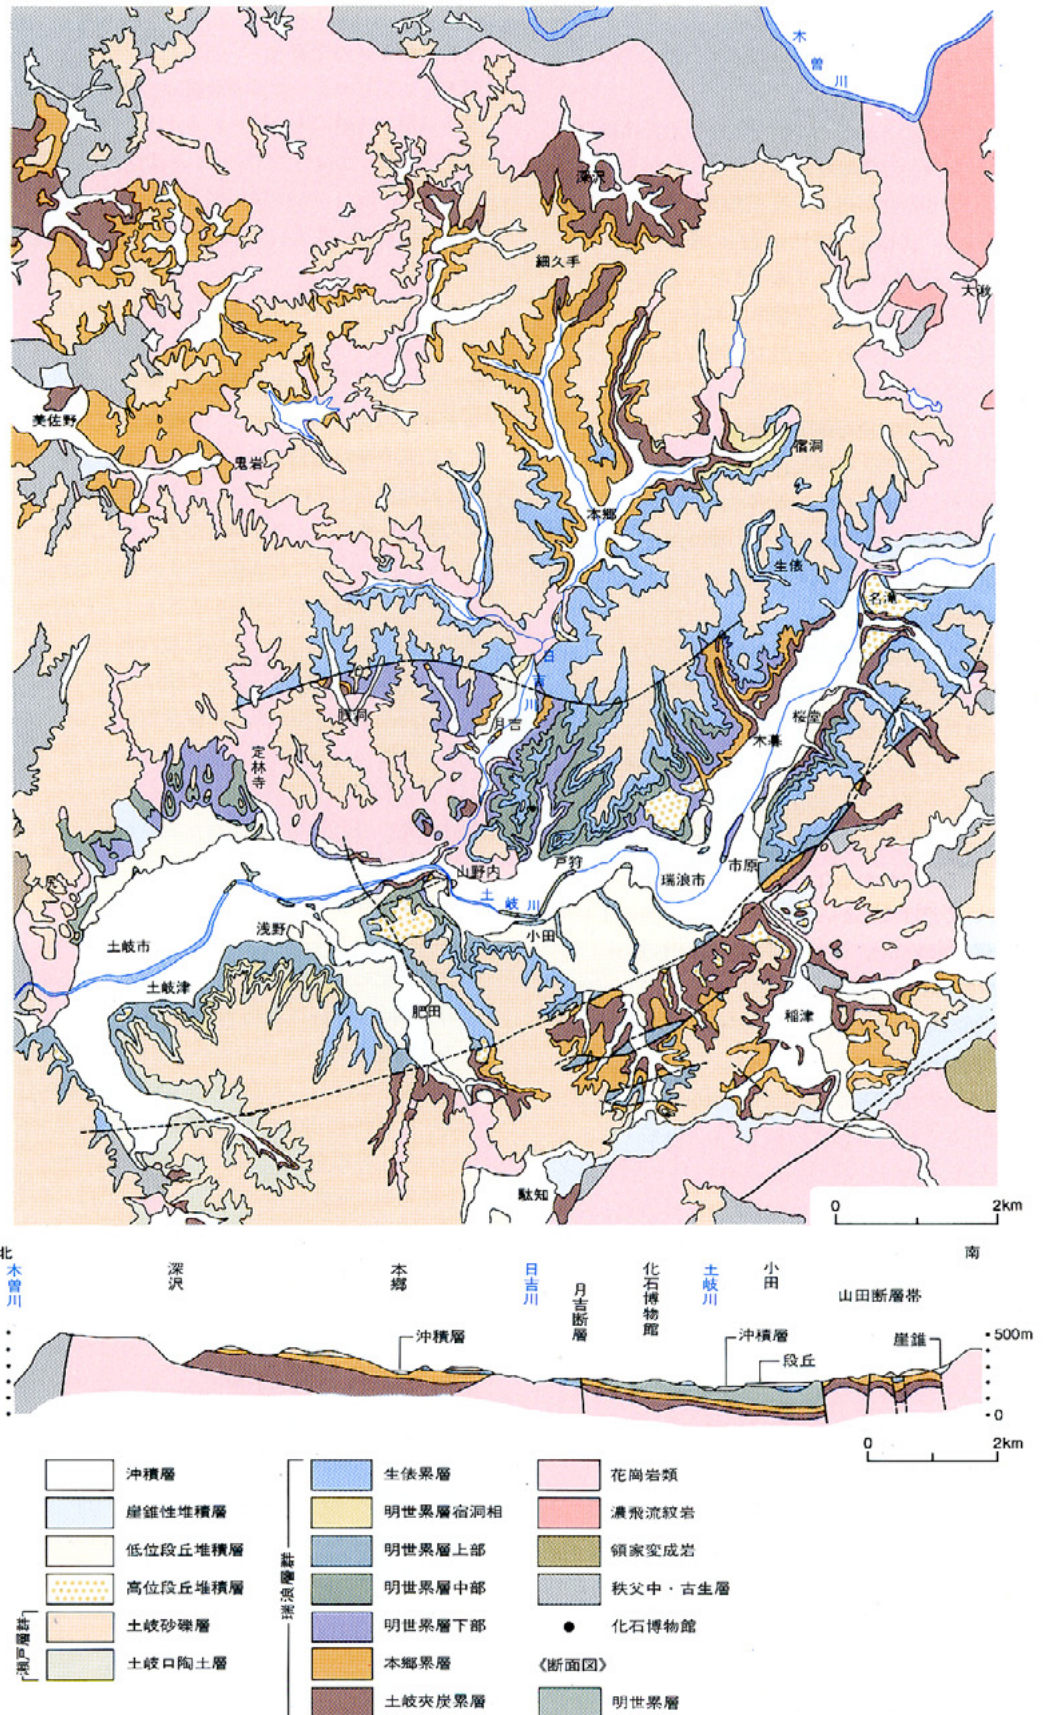 木曽川
深沢
細久手
大湫
美佐野
鬼岩
宿洞
本郷
生俵
名滝
日吉川
月吉
桜堂
木暮
定林寺
久尻
山野内
戸狩
瑞浪市
市原
土岐川
浅野
小田
土岐市
土岐津
肥田
稲津
駄知
0 2km
北
南
木曽川
深沢
本郷
日吉川
月吉断層
化石博物館
土岐川
小田
山田断層帯
沖積層
沖積層
段丘
崖錐
500m
0
0 2km
沖積層
崖錐性堆積層
低位段丘堆積層
高位段丘堆積層
瀬戸層群
土岐砂礫層
土岐口陶土層
瑞浪層群
生俵累層
明世累層宿洞相
明世累層上部
明世累層中部
明世累層下部
本郷累層
土岐夾炭累層
花崗岩類
濃飛流紋岩
領家変成岩
秩父中・古生層
化石博物館
《断面図》
明世累層